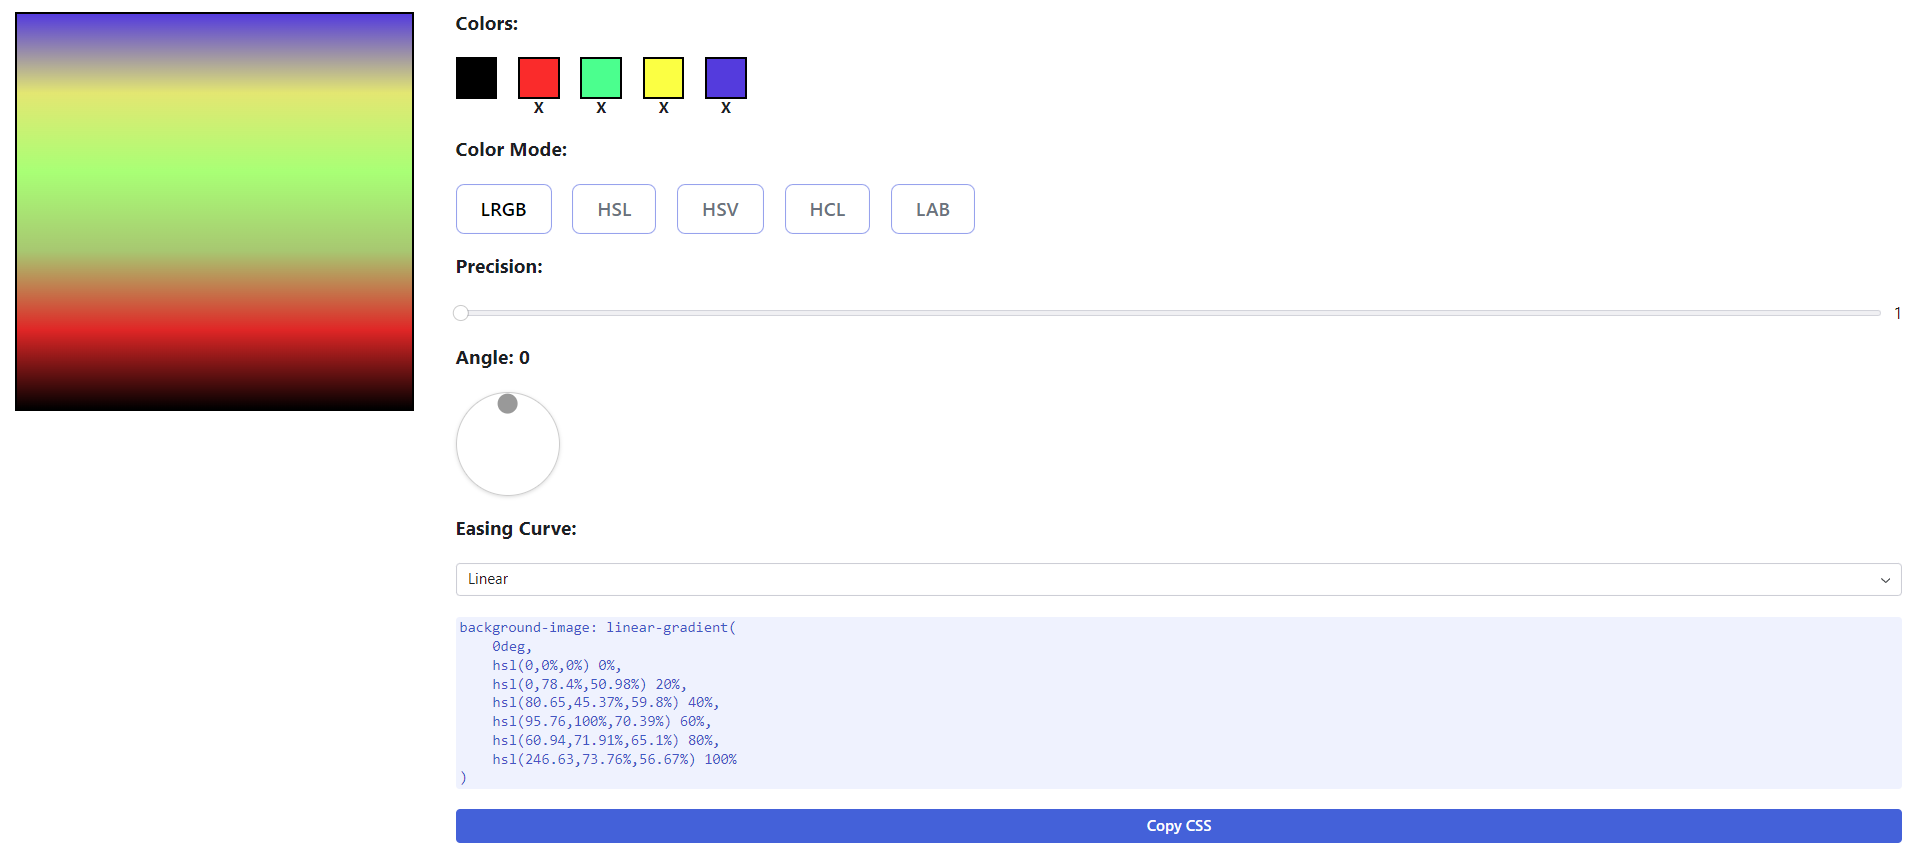 Colors:
X X X X
Color Mode:
LRGB HSL HSV HCL LAB
Precision:
1
Angle: 0
Easing Curve:
Linear
background-image: linear-gradient(
0deg,
hsl(0,0%,0%) 0%,
hsl(0,78.4%,50.98%) 20%,
hsl(80.65,45.37%,59.8%) 40%,
hsl(95.76,100%,70.39%) 60%,
hsl(60.94,71.91%,65.1%) 80%,
hsl(246.63,73.76%,56.67%) 100%
)
Copy CSS